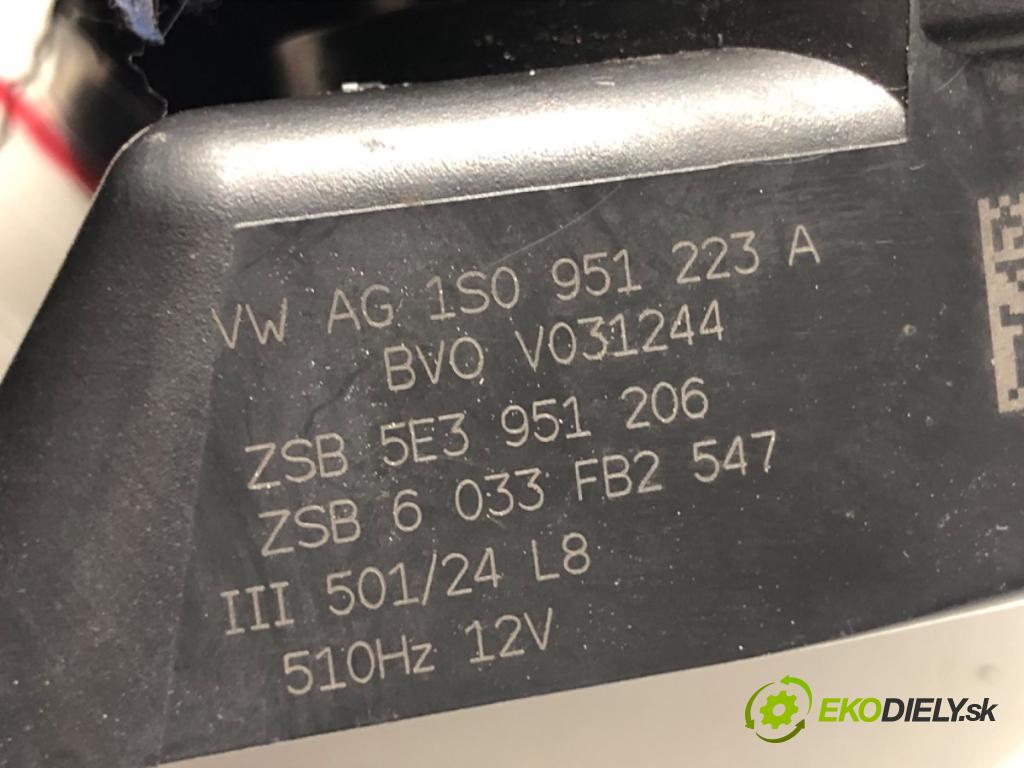 VW AG 1S0 951 223 A
BVO V031244
ZSB 5E3 951 206
ZSB 6 033 FB2 547
III 501/24 L8
510Hz 12V
EKODIELY.sk